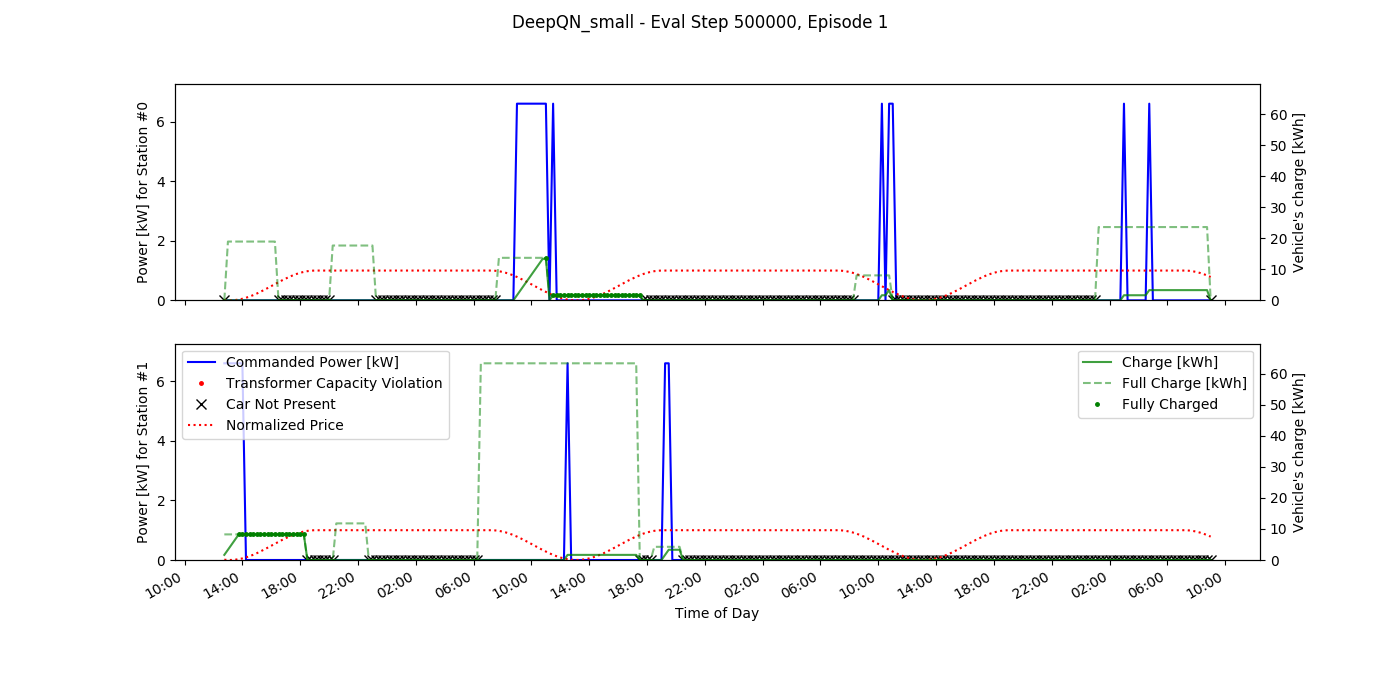 DeepQN_small - Eval Step 500000, Episode 1
Power [kW] for Station #0
6
4
2
0
60
50
40
30
20
10
0
Vehicle's charge [kWh]
Power [kW] for Station #1
6
4
2
0
Commanded Power [kW]
Transformer Capacity Violation
Car Not Present
Normalized Price
Charge [kWh]
Full Charge [kWh]
Fully Charged
60
50
40
30
20
10
0
Vehicle's charge [kWh]
10:00 14:00 18:00 22:00 02:00 06:00 10:00 14:00 18:00 22:00 02:00 06:00 10:00 14:00 18:00 22:00 02:00 06:00 10:00
Time of Day